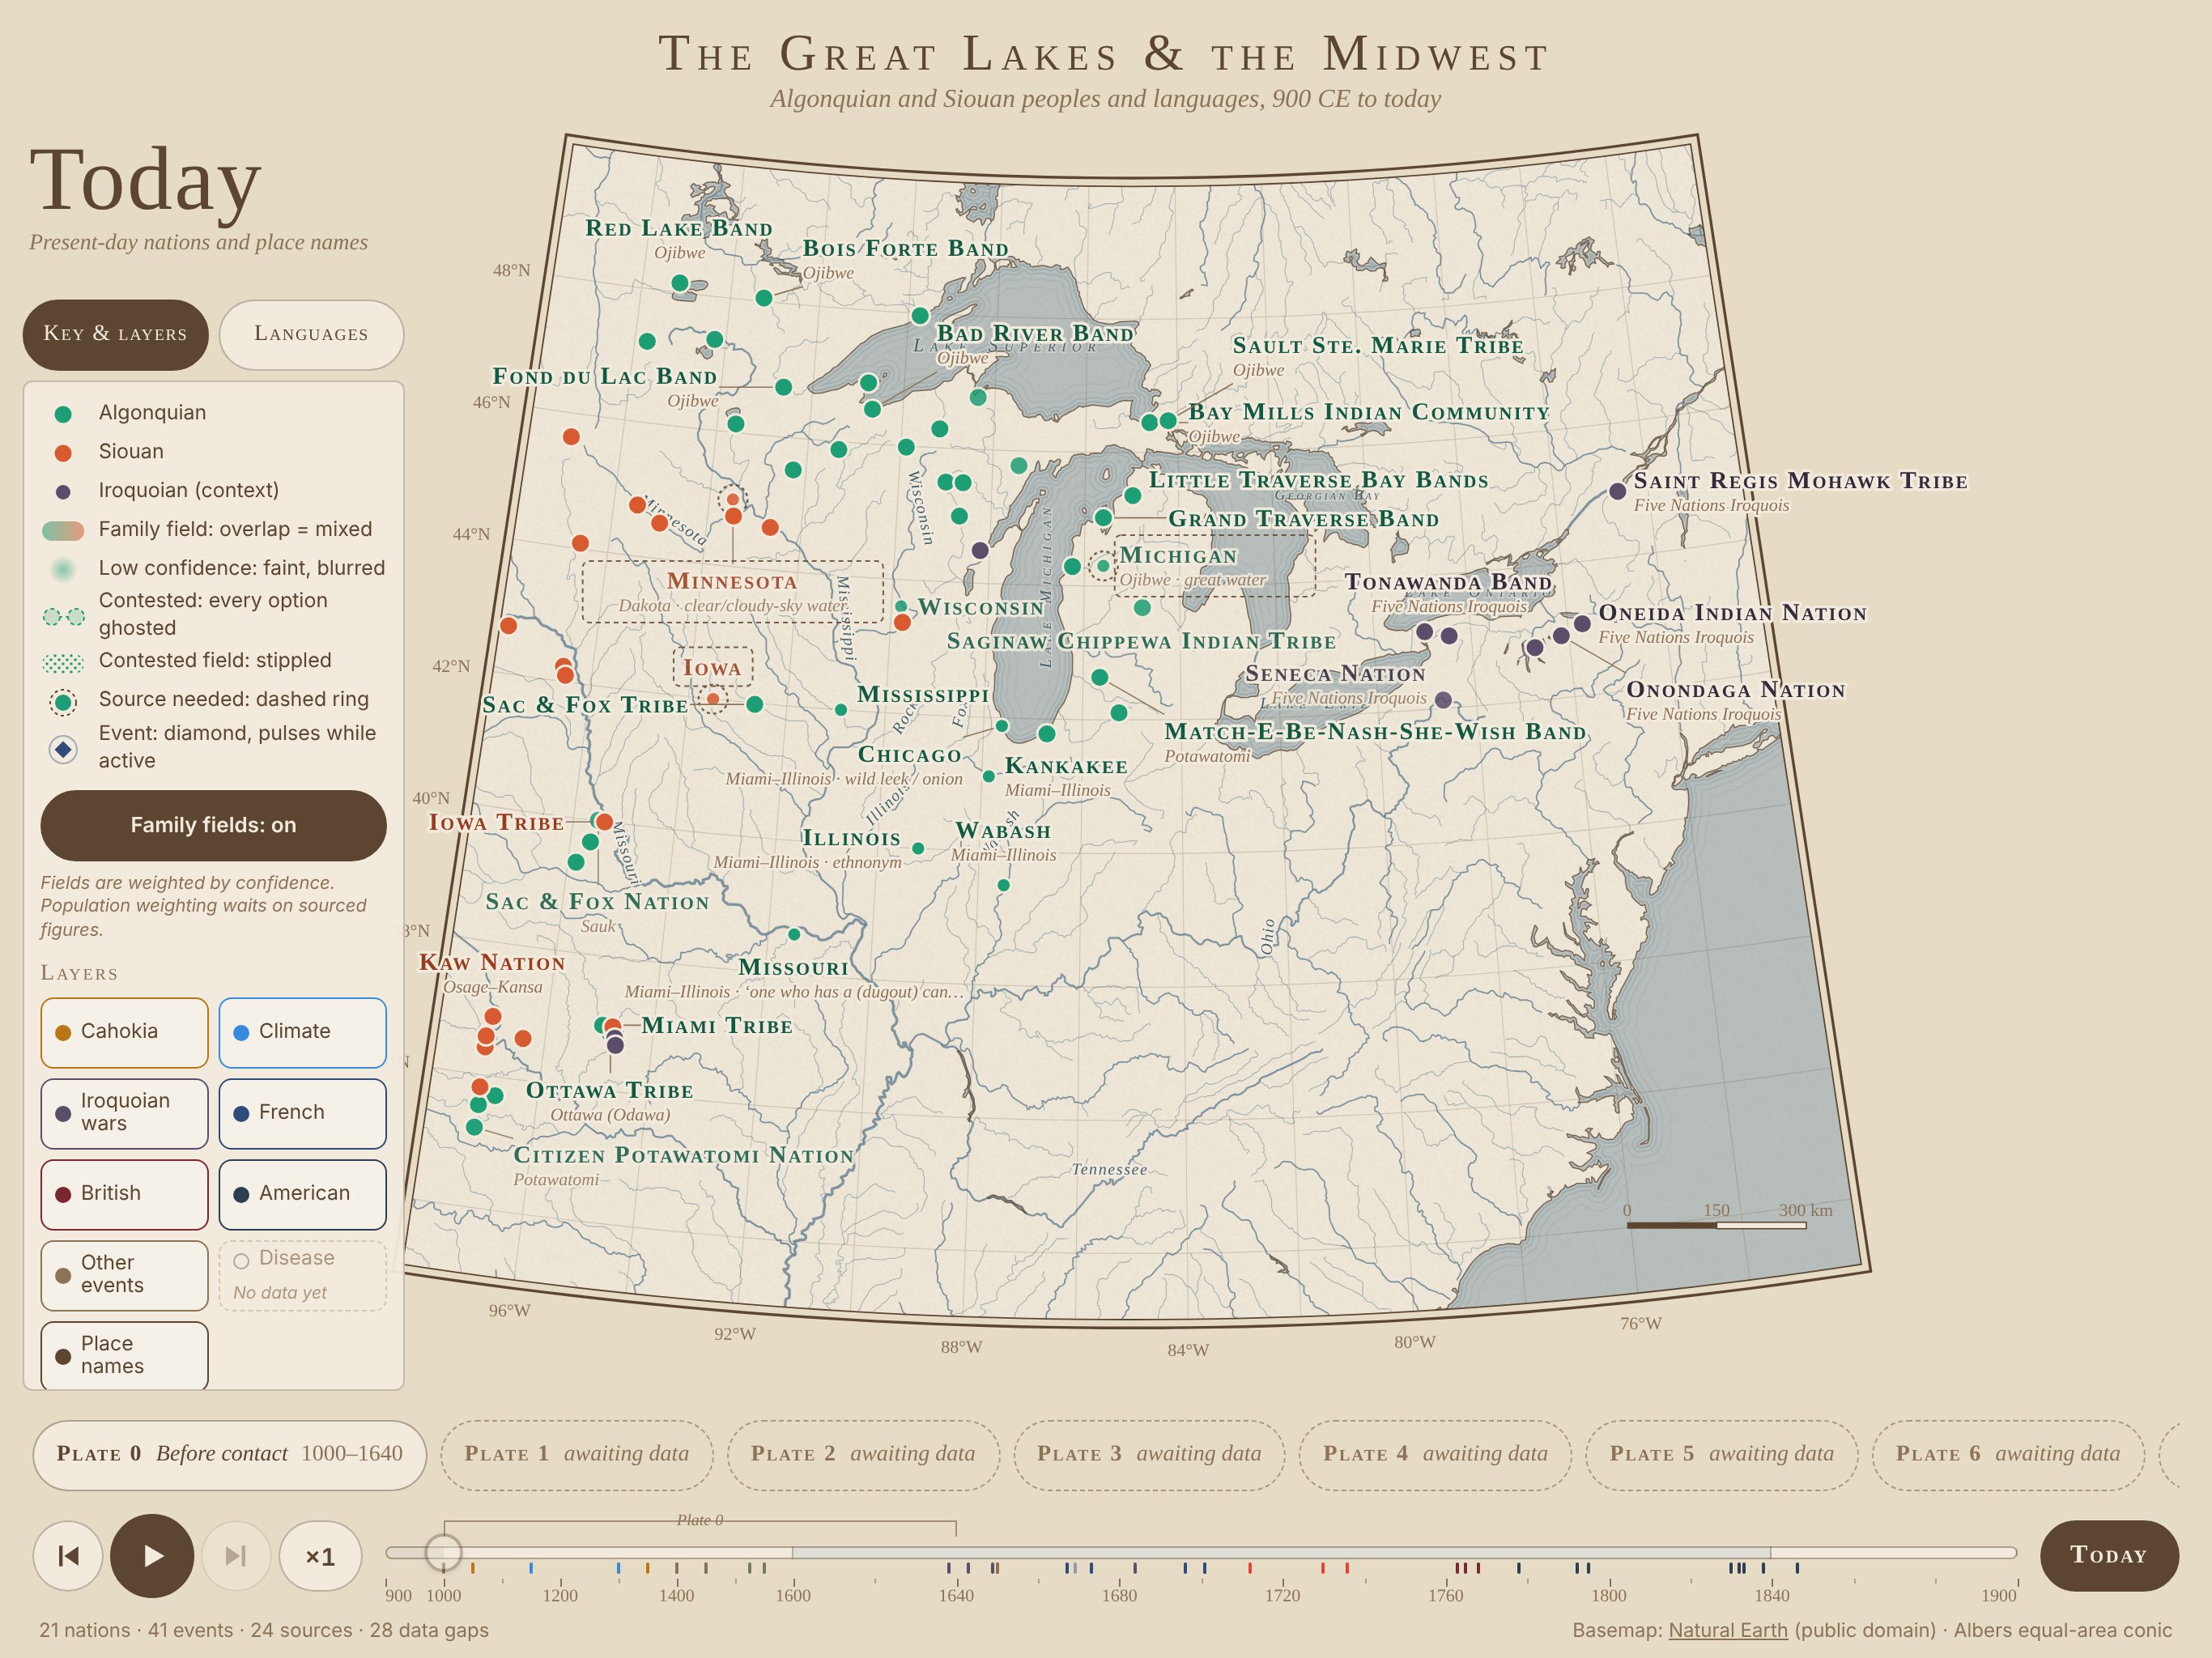 The Great Lakes & the Midwest
Algonquian and Siouan peoples and languages, 900 CE to today
Today
Present-day nations and place names
Key & layers
Languages
Algonquian
Siouan
Iroquoian (context)
Family field: overlap = mixed
Low confidence: faint, blurred
Contested: every option
ghosted
Contested field: stippled
Source needed: dashed ring
Event: diamond, pulses while
active
Family fields: on
Fields are weighted by confidence.
Population weighting waits on sourced
figures.
Layers
Cahokia
Climate
Iroquoian
wars
French
British
American
Other
events
Disease
No data yet
Place
names
48°N
46°N
44°N
42°N
40°N
96°W
92°W
88°W
84°W
80°W
76°W
Red Lake Band
Ojibwe
Bois Forte Band
Ojibwe
Bad River Band
Lake Superior
Ojibwe
Sault Ste. Marie Tribe
Ojibwe
Fond du Lac Band
Ojibwe
Bay Mills Indian Community
Ojibwe
Little Traverse Bay Bands
Georgian Bay
Saint Regis Mohawk Tribe
Five Nations Iroquois
Grand Traverse Band
Wisconsin
Minnesota
Lake Michigan
Michigan
Ojibwe · great water
Minnesota
Dakota · clear/cloudy-sky water
Mississippi
Tonawanda Band
Lake Ontario
Five Nations Iroquois
Wisconsin
Oneida Indian Nation
Five Nations Iroquois
Saginaw Chippewa Indian Tribe
Iowa
Seneca Nation
Five Nations Iroquois
Lake Erie
Onondaga Nation
Five Nations Iroquois
Sac & Fox Tribe
Mississippi
Rock
Fox
Match-E-Be-Nash-She-Wish Band
Potawatomi
Chicago
Miami–Illinois · wild leek / onion
Kankakee
Miami–Illinois
Illinois
Iowa Tribe
Missouri
Illinois
Miami–Illinois · ethnonym
Wabash
Miami–Illinois
Sac & Fox Nation
Sauk
Ohio
Kaw Nation
Osage–Kansa
Missouri
Miami–Illinois · ‘one who has a (dugout) can…
Miami Tribe
Ottawa Tribe
Ottawa (Odawa)
Citizen Potawatomi Nation
Potawatomi
Tennessee
0 150 300 km
Plate 0 Before contact 1000–1640
Plate 1 awaiting data
Plate 2 awaiting data
Plate 3 awaiting data
Plate 4 awaiting data
Plate 5 awaiting data
Plate 6 awaiting data
Plate 0
×1
Today
900 1000 1200 1400 1600 1640 1680 1720 1760 1800 1840 1900
21 nations · 41 events · 24 sources · 28 data gaps
Basemap: Natural Earth (public domain) · Albers equal-area conic